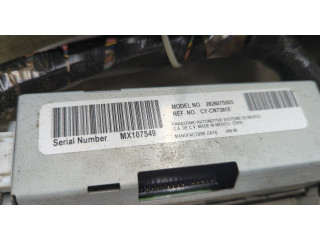 MODEL NO.
REF NO. CY-CN
PANASONIC AUTOMOTIVE SYSTEMS DE MEXICO
S.A. DE C.V. MADE IN MEXICO
Serial Number MX107549
MANUFACTURE DATE